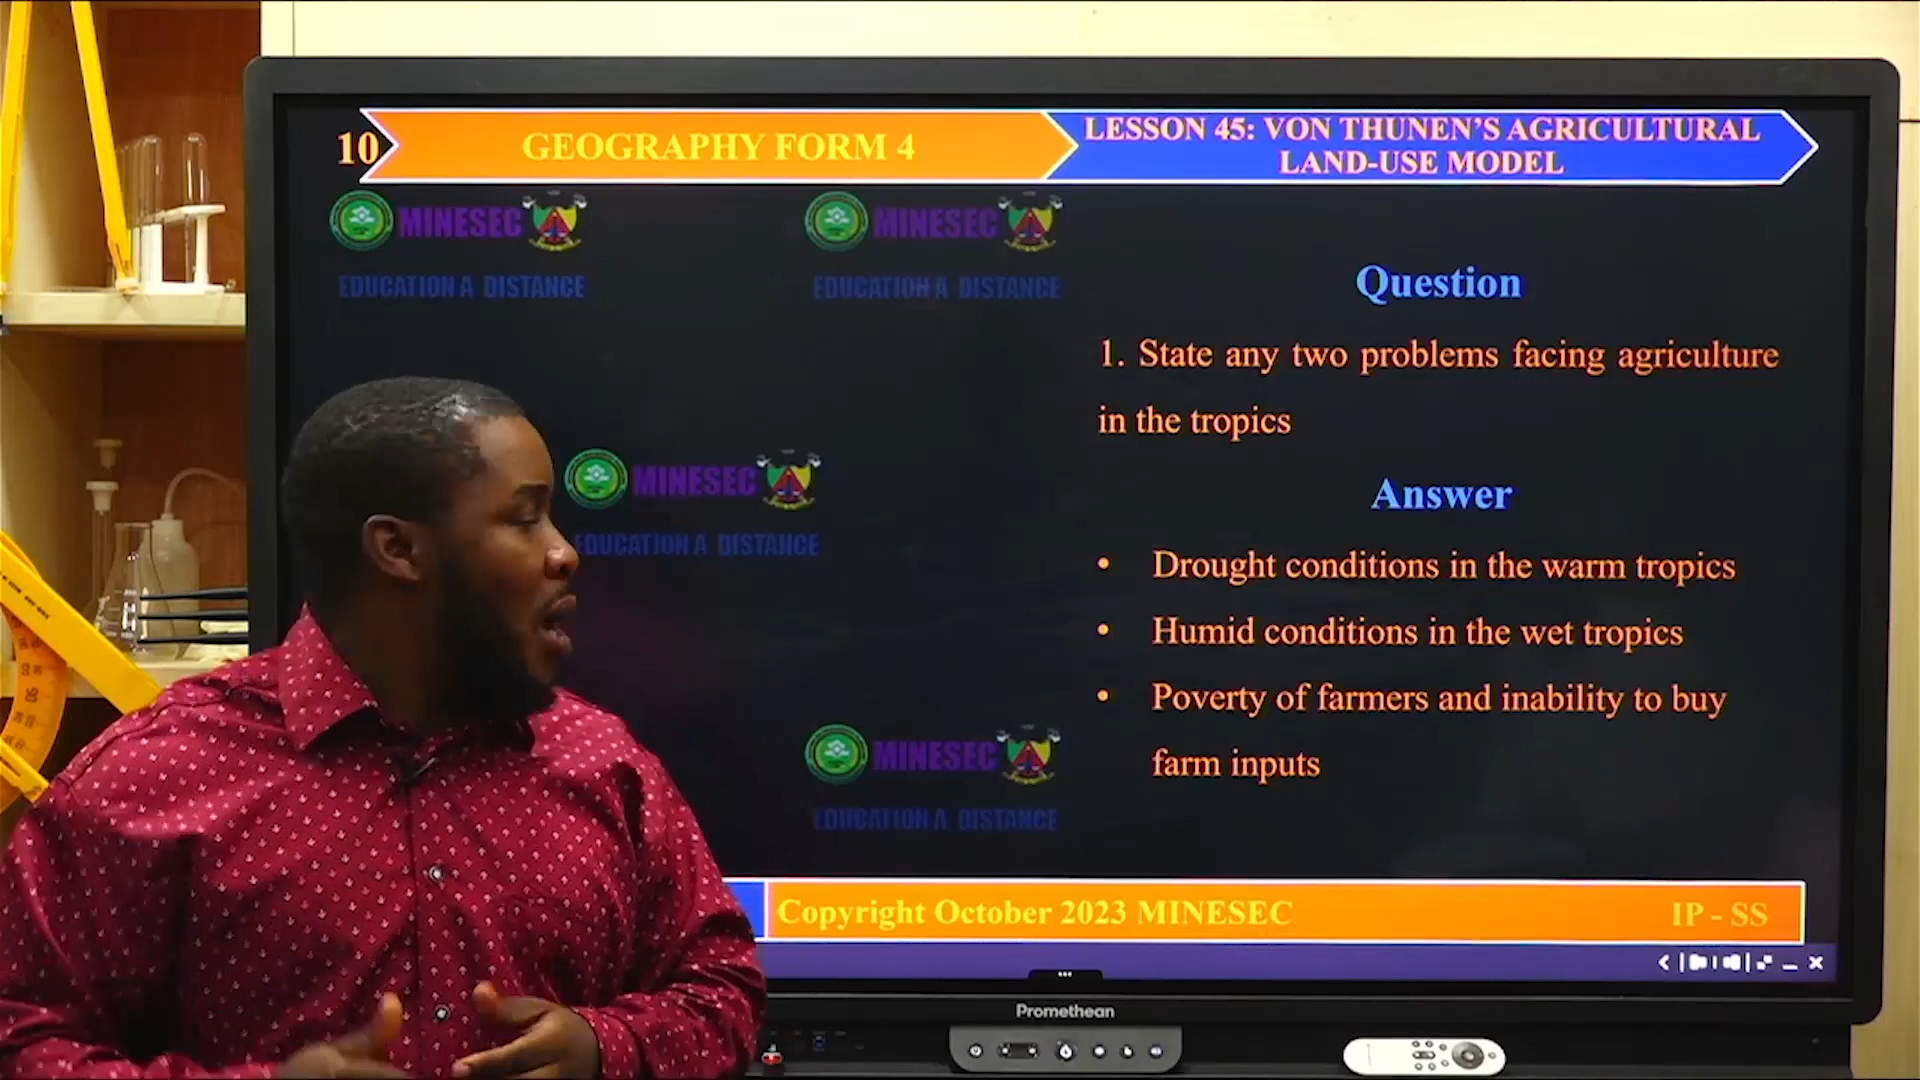 10
GEOGRAPHY FORM 4
LESSON 45: VON THUNEN'S AGRICULTURAL
LAND-USE MODEL
MINESEC
EDUCATION A DISTANCE
MINESEC
EDUCATION A DISTANCE
Question
1. State any two problems facing agriculture
in the tropics
MINESEC
EDUCATION A DISTANCE
Answer
• Drought conditions in the warm tropics
• Humid conditions in the wet tropics
• Poverty of farmers and inability to buy
farm inputs
MINESEC
EDUCATION A DISTANCE
Copyright October 2023 MINESEC
IP - SS
Promethean